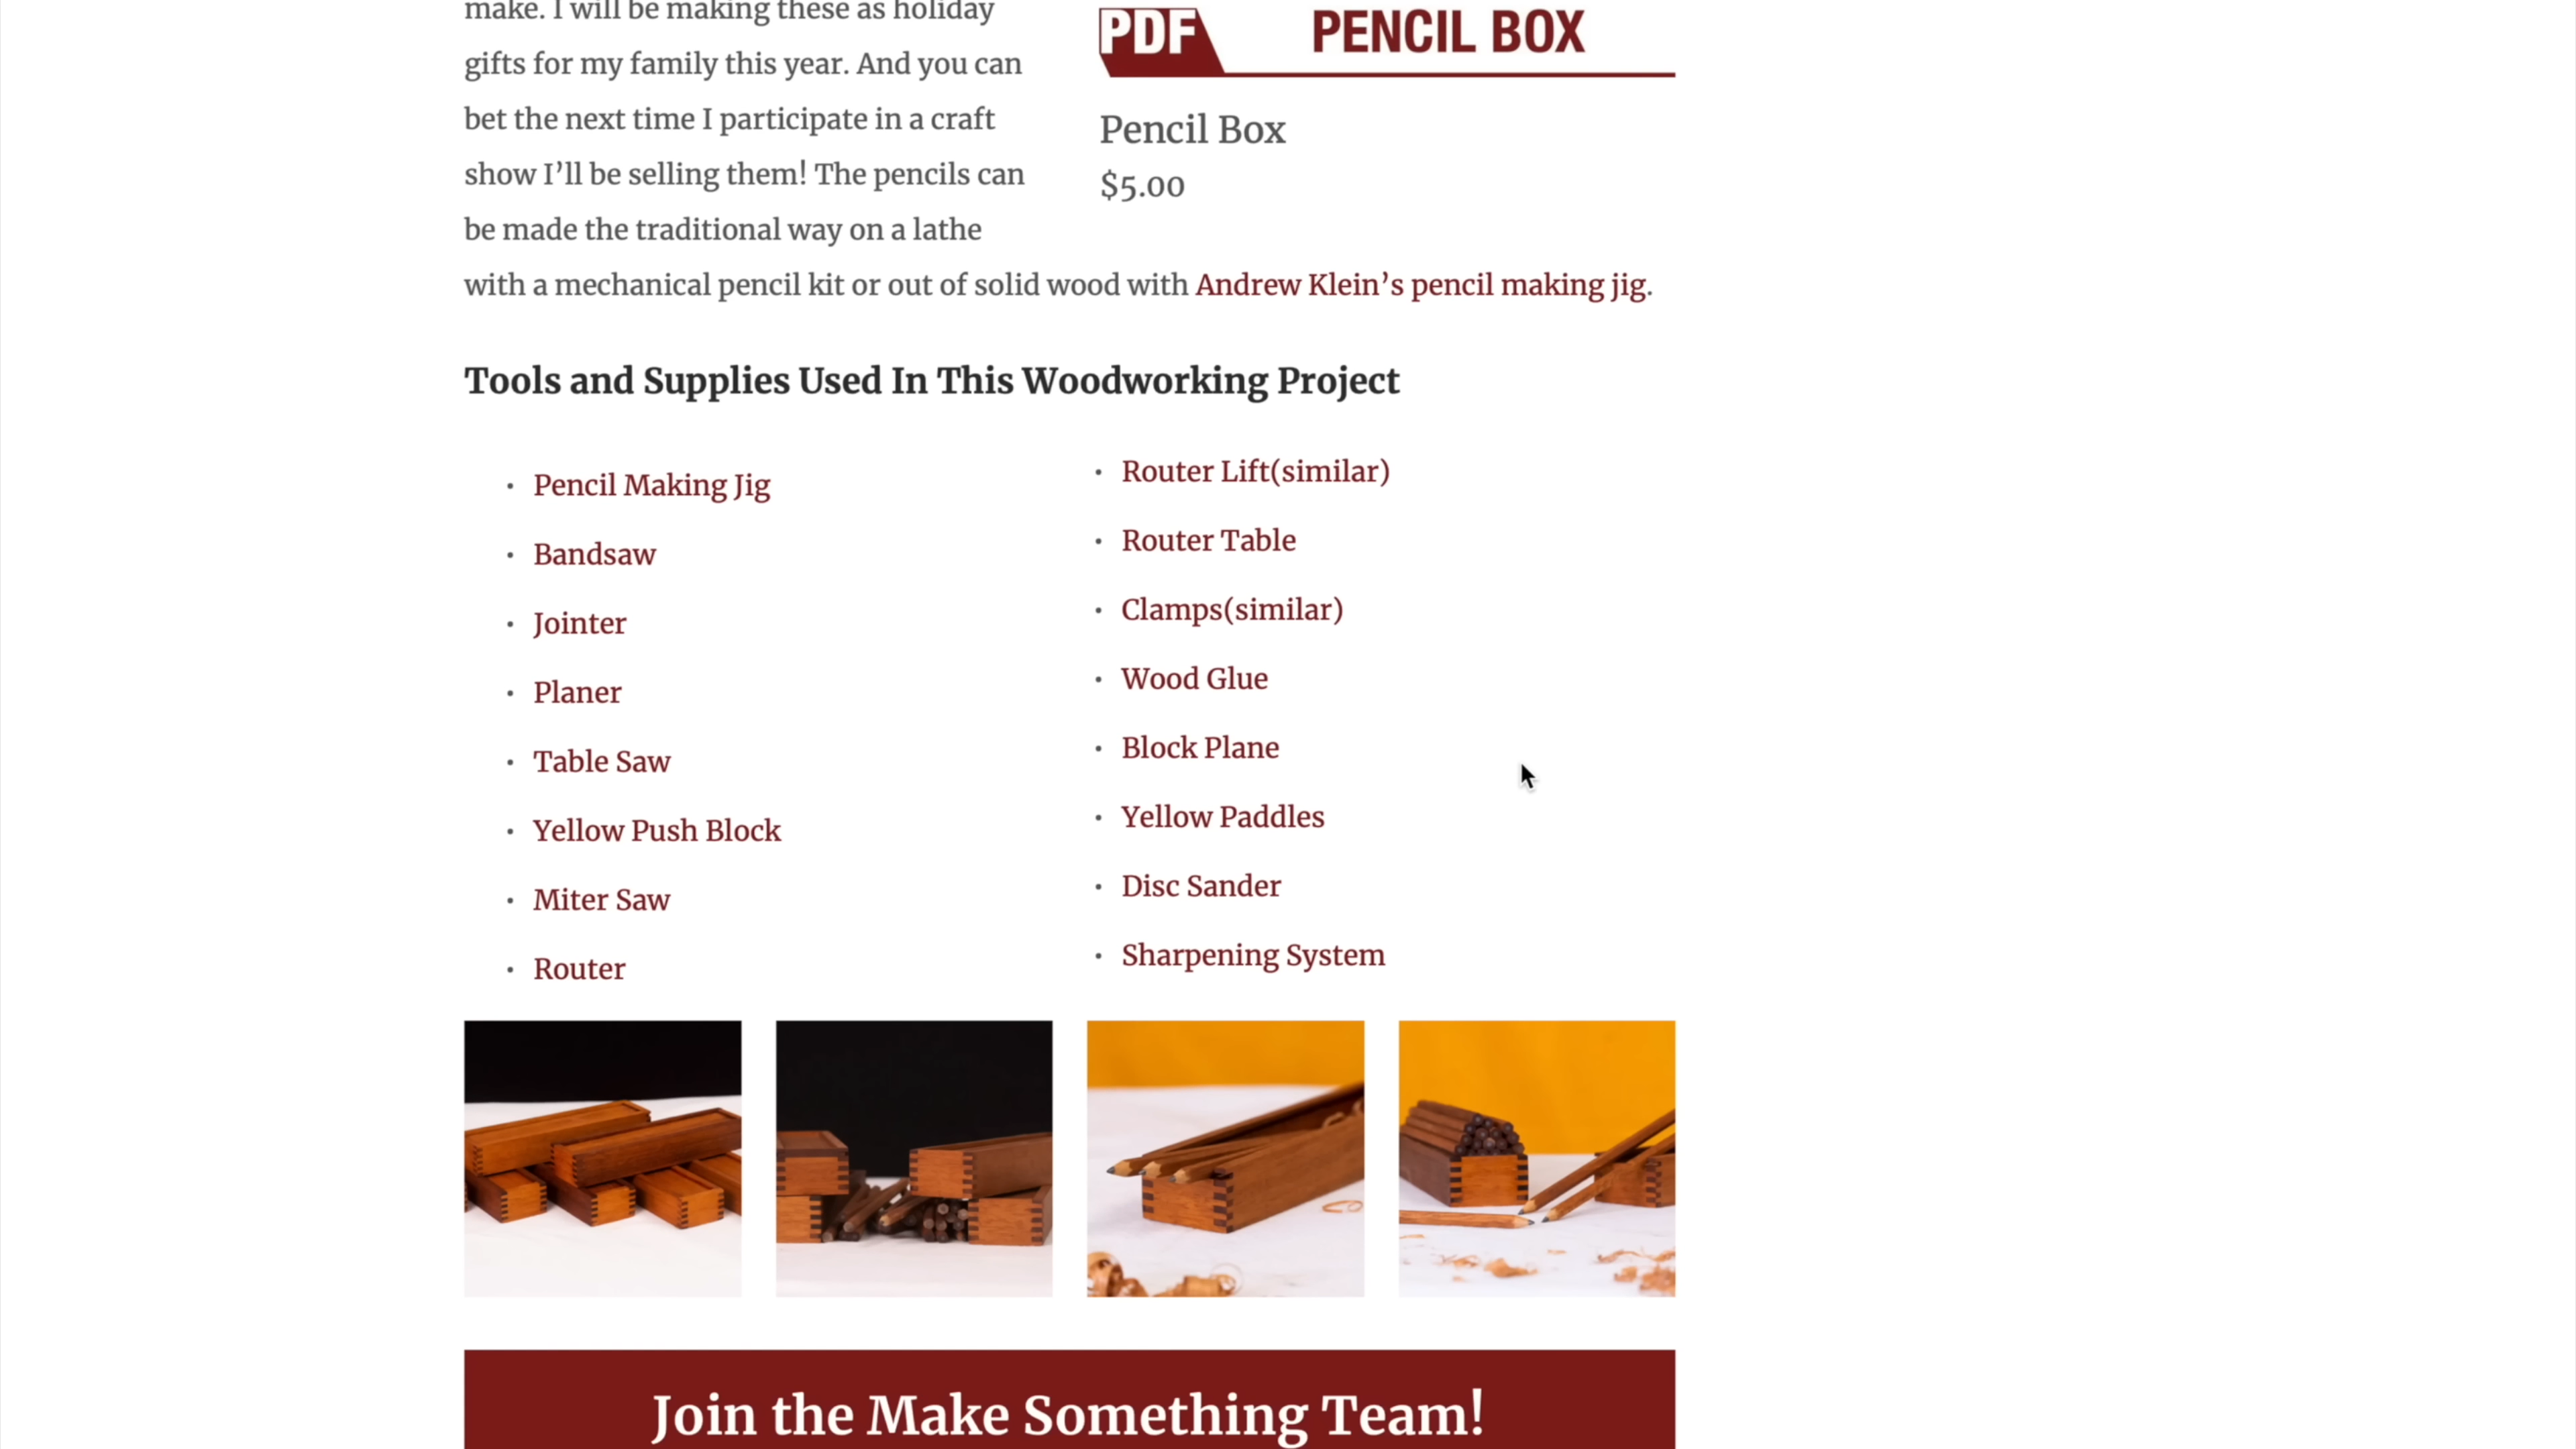 make. I will be making these as holiday
gifts for my family this year. And you can
bet the next time I participate in a craft
show I’ll be selling them! The pencils can
be made the traditional way on a lathe
with a mechanical pencil kit or out of solid wood with Andrew Klein’s pencil making jig.
PDF PENCIL BOX
Pencil Box
$5.00
Tools and Supplies Used In This Woodworking Project
• Pencil Making Jig
• Bandsaw
• Jointer
• Planer
• Table Saw
• Yellow Push Block
• Miter Saw
• Router
• Router Lift(similar)
• Router Table
• Clamps(similar)
• Wood Glue
• Block Plane
• Yellow Paddles
• Disc Sander
• Sharpening System
Join the Make Something Team!